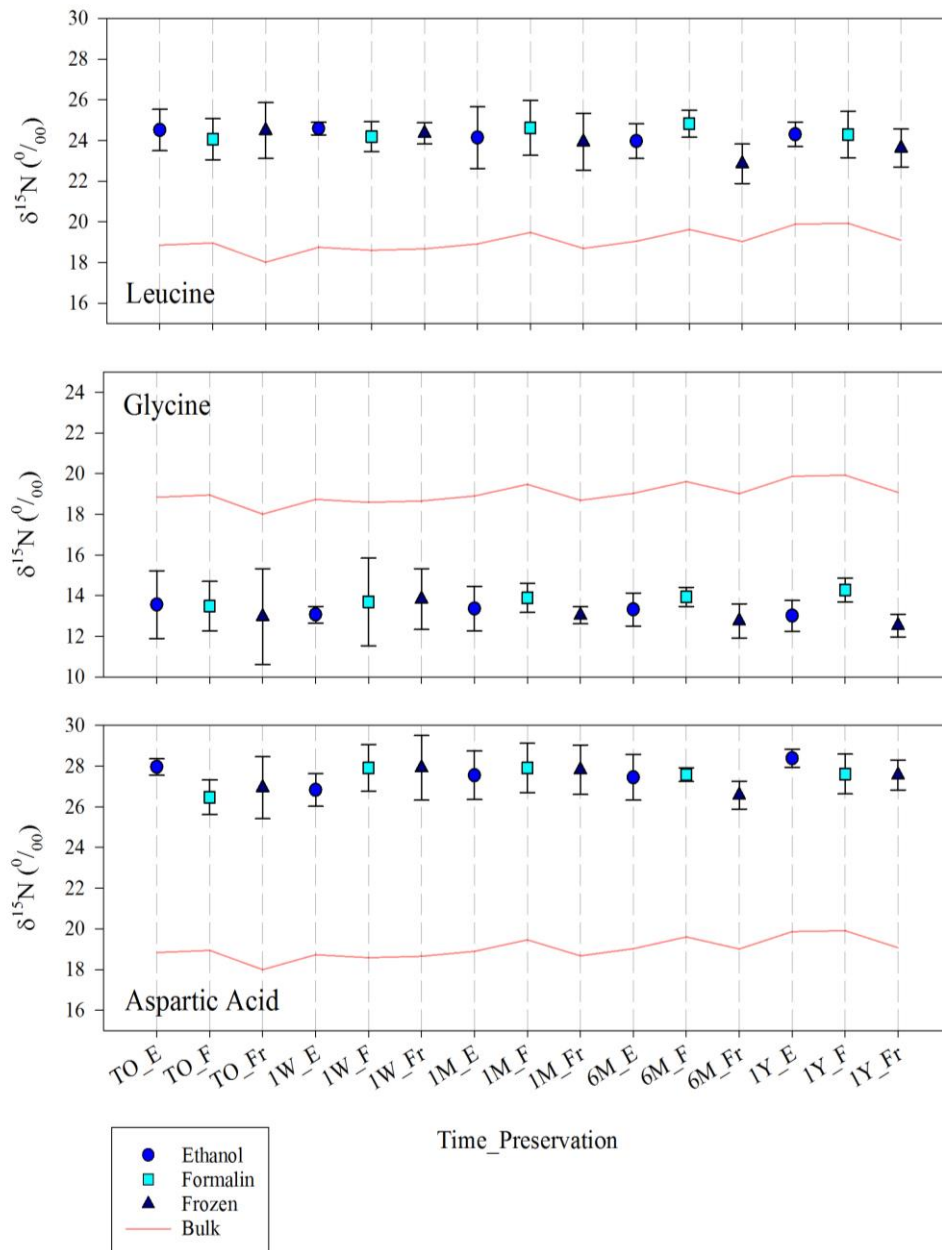 30
28
26
24
22
20
18
16
δ¹⁵N (⁰/₀₀)
Leucine
24
22
20
18
16
14
12
10
δ¹⁵N (⁰/₀₀)
Glycine
30
28
26
24
22
20
18
16
δ¹⁵N (⁰/₀₀)
Aspartic Acid
TO_E TO_F TO_Fr 1W_E 1W_F 1W_Fr 1M_E 1M_F 1M_Fr 6M_E 6M_F 6M_Fr 1Y_E 1Y_F 1Y_Fr
Time_Preservation
Ethanol
Formalin
Frozen
Bulk